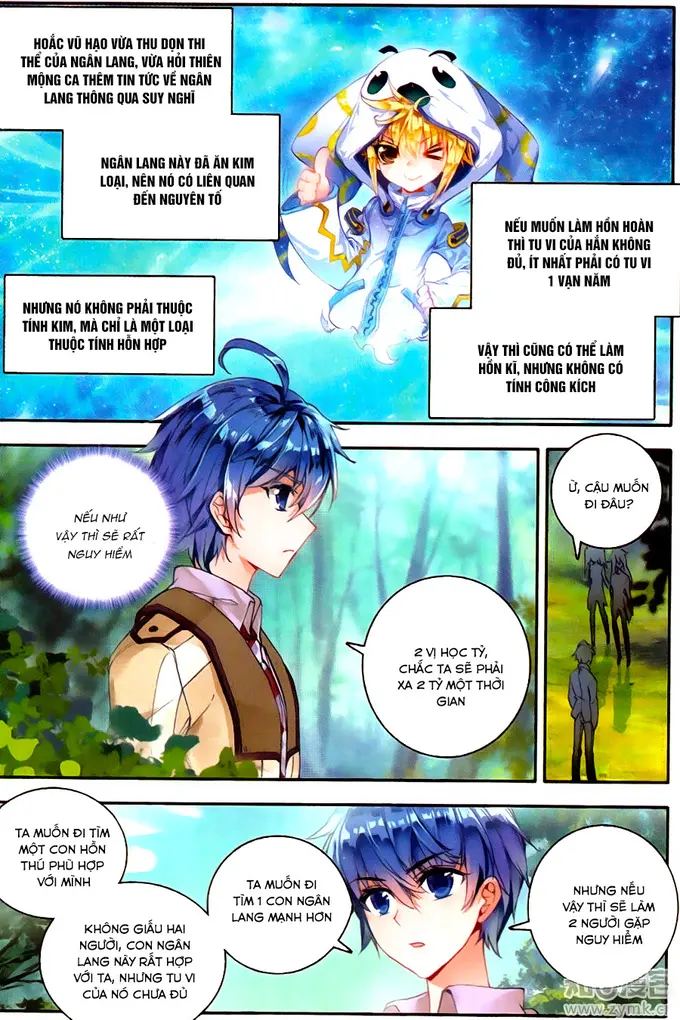 HOẮC VŨ HẠO VỪA THU DỌN THI
THỂ CỦA NGÂN LANG, VỪA HỎI THIÊN
MỘNG CA THÊM TIN TỨC VỀ NGÂN
LANG THÔNG QUA SUY NGHĨ
NGÂN LANG NÀY ĐÃ ĂN KIM
LOẠI, NÊN NÓ CÓ LIÊN QUAN
ĐẾN NGUYÊN TỐ
NHƯNG NÓ KHÔNG PHẢI THUỘC
TÍNH KIM, MÀ CHỈ LÀ MỘT LOẠI
THUỘC TÍNH HỖN HỢP
NẾU MUỐN LÀM HỒN HOÀN
THÌ TU VI CỦA HẮN KHÔNG
ĐỦ, ÍT NHẤT PHẢI CÓ TU VI
1 VẠN NĂM
VẬY THÌ CŨNG CÓ THỂ LÀM
HỒN KĨ, NHƯNG KHÔNG CÓ
TÍNH CÔNG KÍCH
NẾU NHƯ
VẬY THÌ SẼ RẤT
NGUY HIỂM
2 VỊ HỌC TỶ,
CHẮC TA SẼ PHẢI
XA 2 TỶ MỘT THỜI
GIAN
Ừ, CẬU MUỐN
ĐI ĐÂU?
TA MUỐN ĐI TÌM
MỘT CON HỒN
THÚ PHÙ HỢP
VỚI MÌNH
KHÔNG GIẤU HAI
NGƯỜI, CON NGÂN
LANG NÀY RẤT HỢP
VỚI TA, NHƯNG TU VI
CỦA NÓ CHƯA ĐỦ
TA MUỐN ĐI
TÌM 1 CON NGÂN
LANG MẠNH HƠN
NHƯNG NẾU
VẬY THÌ SẼ LÀM
2 NGƯỜI GẶP
NGUY HIỂM
www.zymk.c